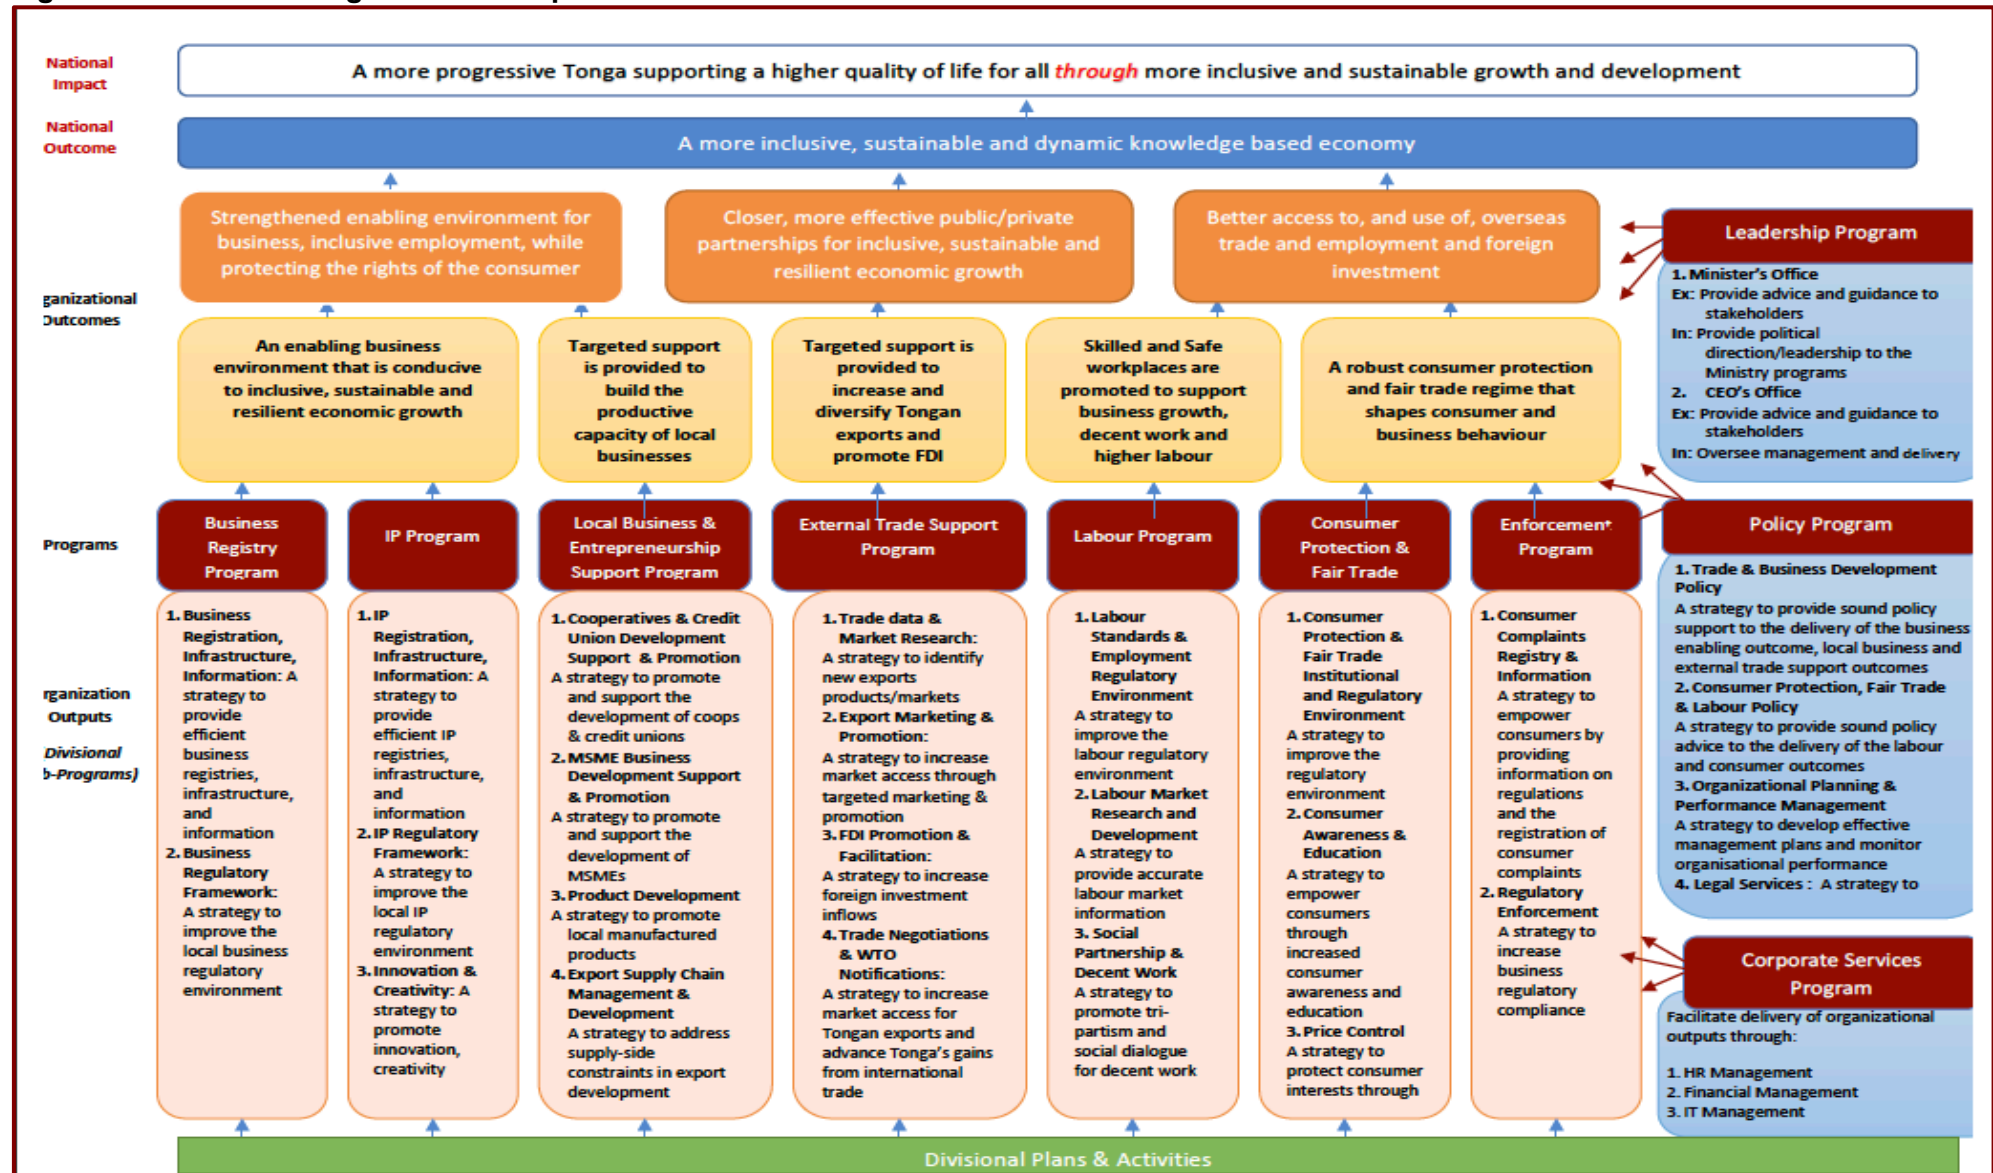 National
Impact
A more progressive Tonga supporting a higher quality of life for all through more inclusive and sustainable growth and development
National
Outcome
A more inclusive, sustainable and dynamic knowledge based economy
ganizational
Outcomes
Strengthened enabling environment for
business, inclusive employment, while
protecting the rights of the consumer
Closer, more effective public/private
partnerships for inclusive, sustainable and
resilient economic growth
Better access to, and use of, overseas
trade and employment and foreign
investment
An enabling business
environment that is conducive
to inclusive, sustainable and
resilient economic growth
Targeted support
is provided to
build the
productive
capacity of local
businesses
Targeted support is
provided to
increase and
diversify Tongan
exports and
promote FDI
Skilled and Safe
workplaces are
promoted to support
business growth,
decent work and
higher labour
A robust consumer protection
and fair trade regime that
shapes consumer and
business behaviour
Leadership Program
1. Minister's Office
Ex: Provide advice and guidance to
stakeholders
In: Provide political
direction/leadership to the
Ministry programs
2. CEO's Office
Ex: Provide advice and guidance to
stakeholders
In: Oversee management and delivery
Programs
Business
Registry
Program
IP Program
Local Business &
Entrepreneurship
Support Program
External Trade Support
Program
Labour Program
Consumer
Protection &
Fair Trade
Enforcement
Program
Policy Program
rganization
Outputs
(Divisional
b-Programs)
1. Business
Registration,
Infrastructure,
Information: A
strategy to
provide
efficient
business
registries,
infrastructure,
and
information
2. Business
Regulatory
Framework:
A strategy to
improve the
local business
regulatory
environment
1. IP
Registration,
Infrastructure,
Information: A
strategy to
provide
efficient IP
registries,
infrastructure,
and
information
2. IP Regulatory
Framework:
A strategy to
improve the
local IP
regulatory
environment
3. Innovation &
Creativity: A
strategy to
promote
innovation,
creativity
1. Cooperatives & Credit
Union Development
Support & Promotion
A strategy to promote
and support the
development of coops
& credit unions
2. MSME Business
Development Support
& Promotion
A strategy to promote
and support the
development of
MSMEs
3. Product Development
A strategy to promote
local manufactured
products
4. Export Supply Chain
Management &
Development
A strategy to address
supply-side
constraints in export
development
1. Trade data &
Market Research:
A strategy to identify
new exports
products/markets
2. Export Marketing &
Promotion:
A strategy to increase
market access through
targeted marketing &
promotion
3. FDI Promotion &
Facilitation:
A strategy to increase
foreign investment
inflows
4. Trade Negotiations
& WTO
Notifications:
A strategy to increase
market access for
Tongan exports and
advance Tonga's gains
from international
trade
1. Labour
Standards &
Employment
Regulatory
Environment
A strategy to
improve the
labour regulatory
environment
2. Labour Market
Research and
Development
A strategy to
provide accurate
labour market
information
3. Social
Partnership &
Decent Work
A strategy to
promote tri-
partism and
social dialogue
for decent work
1. Consumer
Protection &
Fair Trade
Institutional
and Regulatory
Environment
A strategy to
improve the
regulatory
environment
2. Consumer
Awareness &
Education
A strategy to
empower
consumers
through
increased
consumer
awareness and
education
3. Price Control
A strategy to
protect consumer
interests through
1. Consumer
Complaints
Registry &
Information
A strategy to
empower
consumers by
providing
information on
regulations
and the
registration of
consumer
complaints
2. Regulatory
Enforcement
A strategy to
increase
business
regulatory
compliance
1. Trade & Business Development
Policy
A strategy to provide sound policy
support to the delivery of the business
enabling outcome, local business and
external trade support outcomes
2. Consumer Protection, Fair Trade
& Labour Policy
A strategy to provide sound policy
advice to the delivery of the labour
and consumer outcomes
3. Organizational Planning &
Performance Management
A strategy to develop effective
management plans and monitor
organisational performance
4. Legal Services : A strategy to
Corporate Services
Program
Facilitate delivery of organizational
outputs through:
1. HR Management
2. Financial Management
3. IT Management
Divisional Plans & Activities